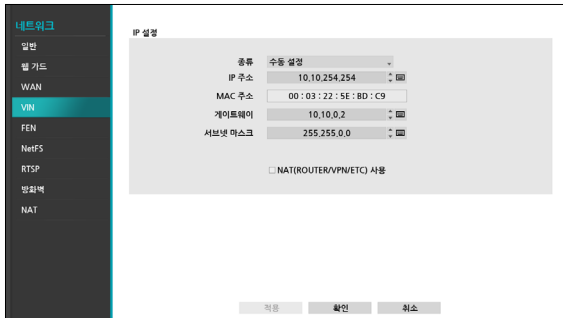 네트워크
일반
웹 가드
WAN
VIN
FEN
NetFS
RTSP
방화벽
NAT
IP 설정
종류 수동 설정
IP 주소 10,10,254,254
MAC 주소 00 : 03 : 22 : 5E : BD : C9
게이트웨이 10,10,0,2
서브넷 마스크 255,255,0,0
NAT(ROUTER/VPN/ETC) 사용
적용 확인 취소